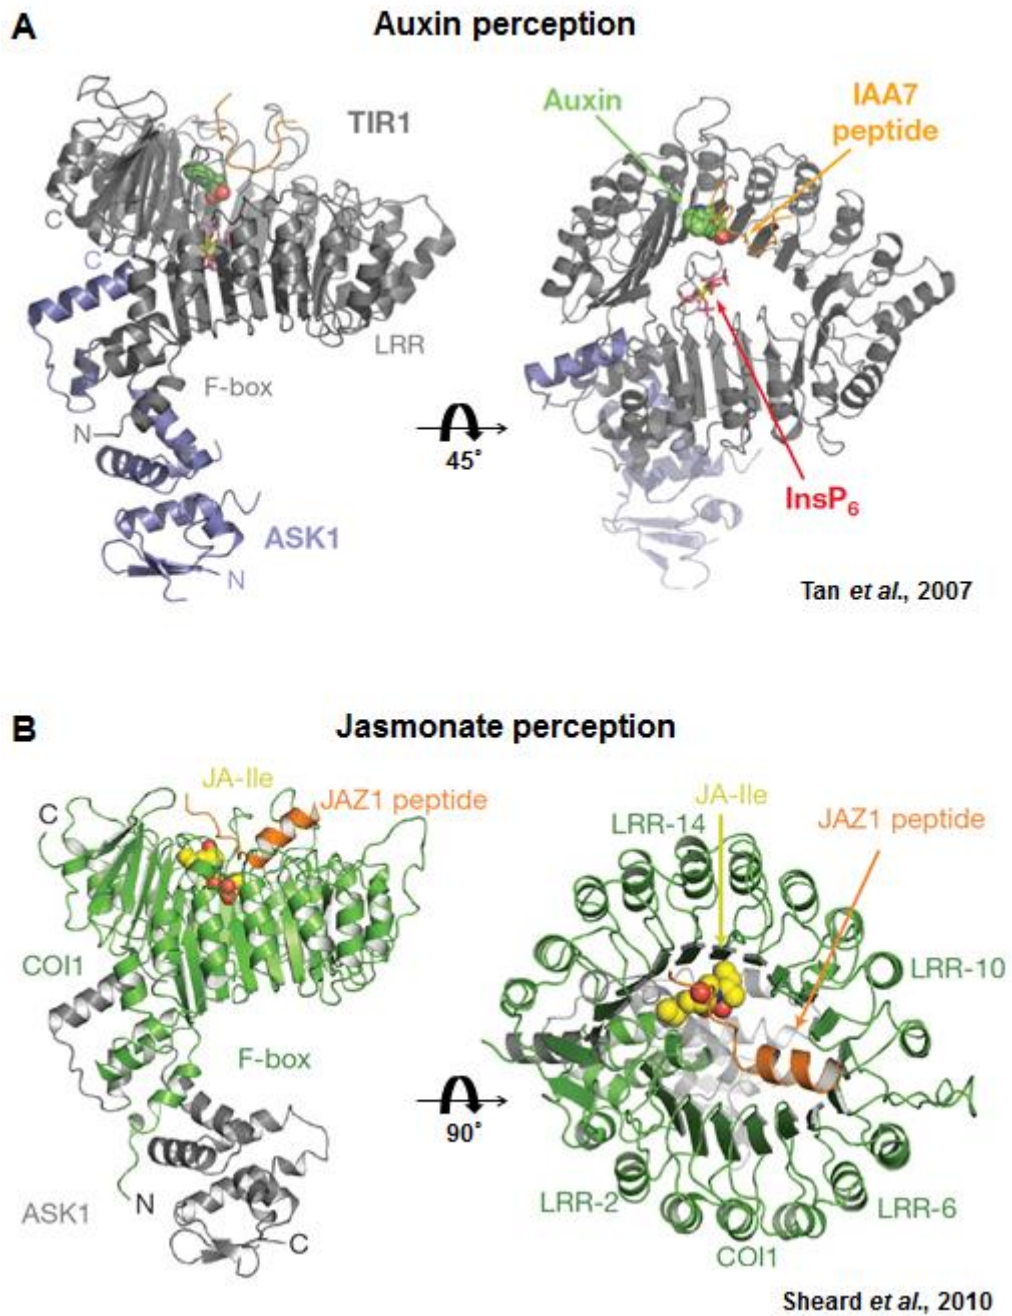 A
Auxin perception
TIR1
C
C
LRR
F-box
N
ASK1
N
45°
Auxin
IAA7
peptide
InsP6
Tan et al., 2007
B
Jasmonate perception
JA-Ile
JAZ1 peptide
C
COI1
F-box
N
ASK1
C
90°
JA-Ile
LRR-14
JAZ1 peptide
LRR-10
LRR-2
LRR-6
COI1
Sheard et al., 2010